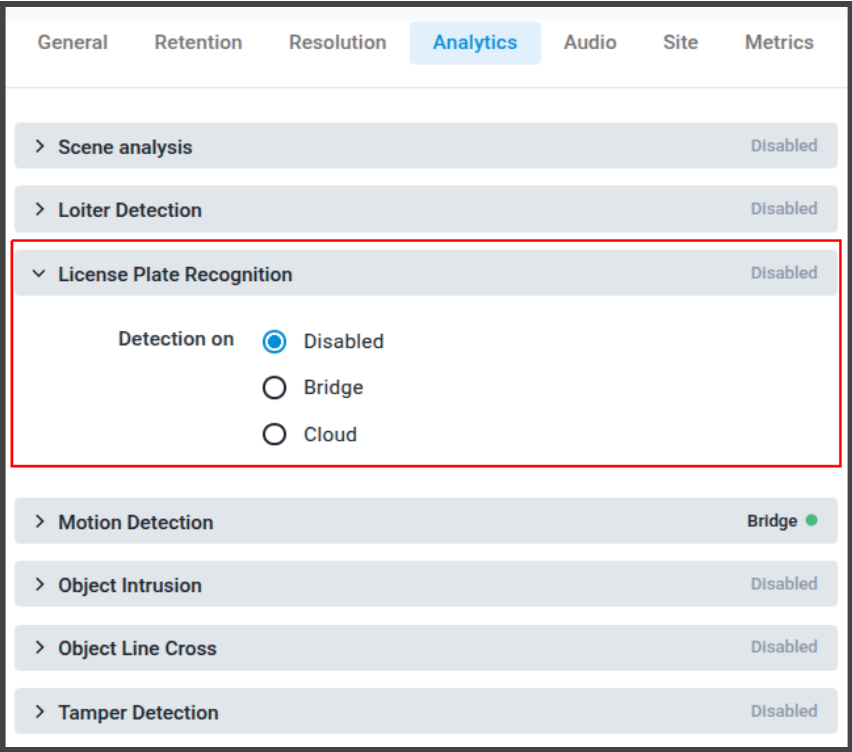 General Retention Resolution Analytics Audio Site Metrics
Scene analysis Disabled
Loiter Detection Disabled
License Plate Recognition Disabled
Detection on Disabled
Bridge
Cloud
Motion Detection Bridge
Object Intrusion Disabled
Object Line Cross Disabled
Tamper Detection Disabled